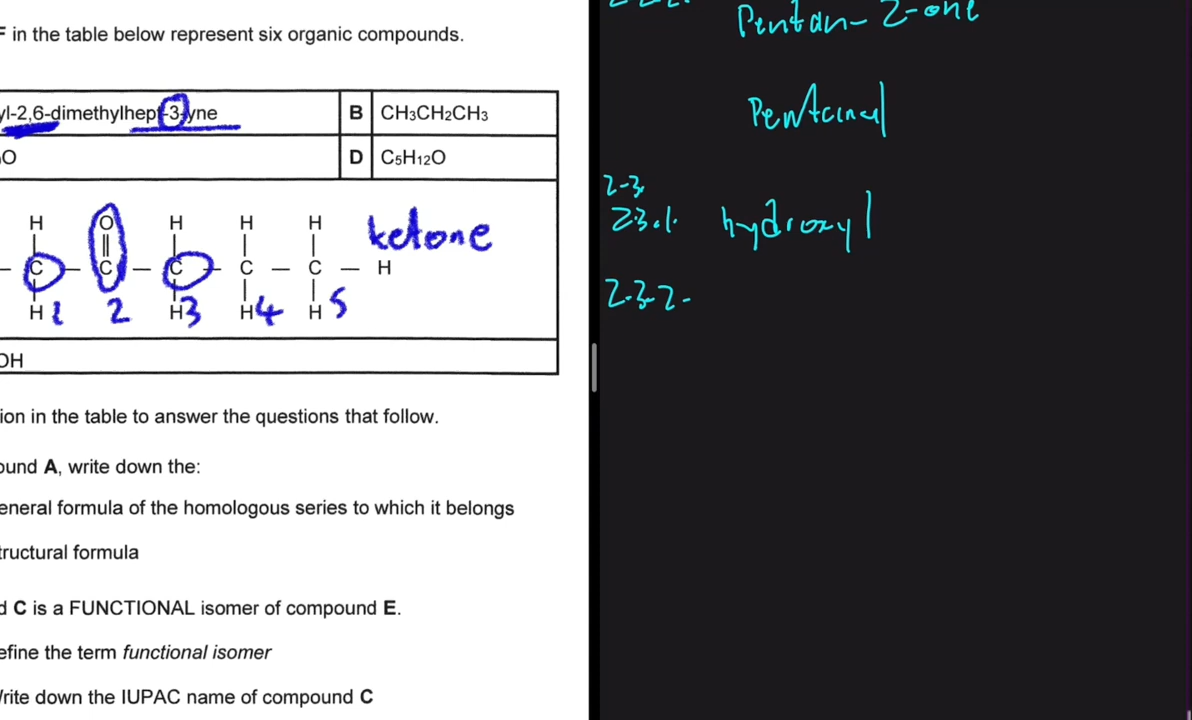 F in the table below represent six organic compounds.
yl-2,6-dimethylhept-3-yne B CH3CH2CH3
O D C5H12O
H O H H H ketone
– C – C – C – C – C – H
H 1 2 H 3 H 4 H 5
OH
ion in the table to answer the questions that follow.
ound A, write down the:
eneral formula of the homologous series to which it belongs
tructural formula
d C is a FUNCTIONAL isomer of compound E.
efine the term functional isomer
Write down the IUPAC name of compound C
Pentan-2-one
Pentanal
2-3.
2.3.1. hydroxyl
2.3.2.